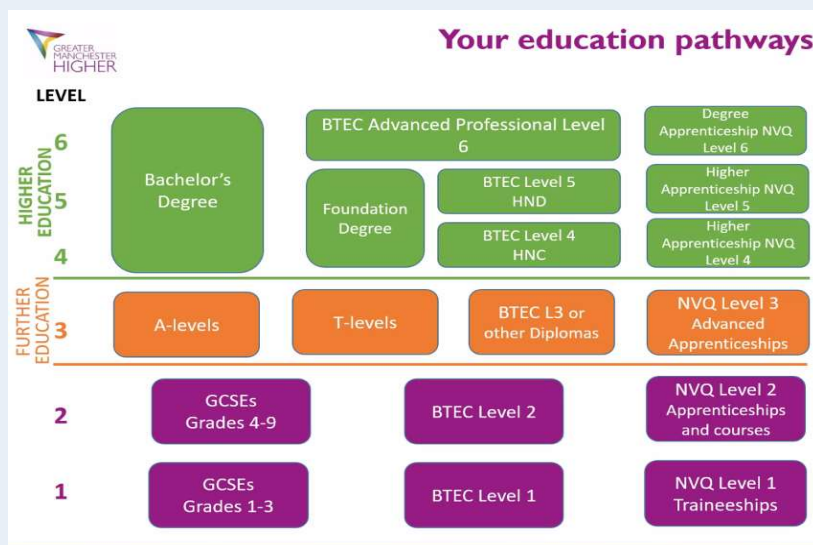 GREATER
MANCHESTER
HIGHER
Your education pathways
LEVEL
HIGHER
EDUCATION
6
5
4
Bachelor's
Degree
BTEC Advanced Professional Level
6
Foundation
Degree
BTEC Level 5
HND
BTEC Level 4
HNC
Degree
Apprenticeship NVQ
Level 6
Higher
Apprenticeship NVQ
Level 5
Higher
Apprenticeship NVQ
Level 4
FURTHER
EDUCATION
3
A-levels
T-levels
BTEC L3 or
other Diplomas
NVQ Level 3
Advanced
Apprenticeships
2
GCSEs
Grades 4-9
BTEC Level 2
NVQ Level 2
Apprenticeships
and courses
1
GCSEs
Grades 1-3
BTEC Level 1
NVQ Level 1
Traineeships